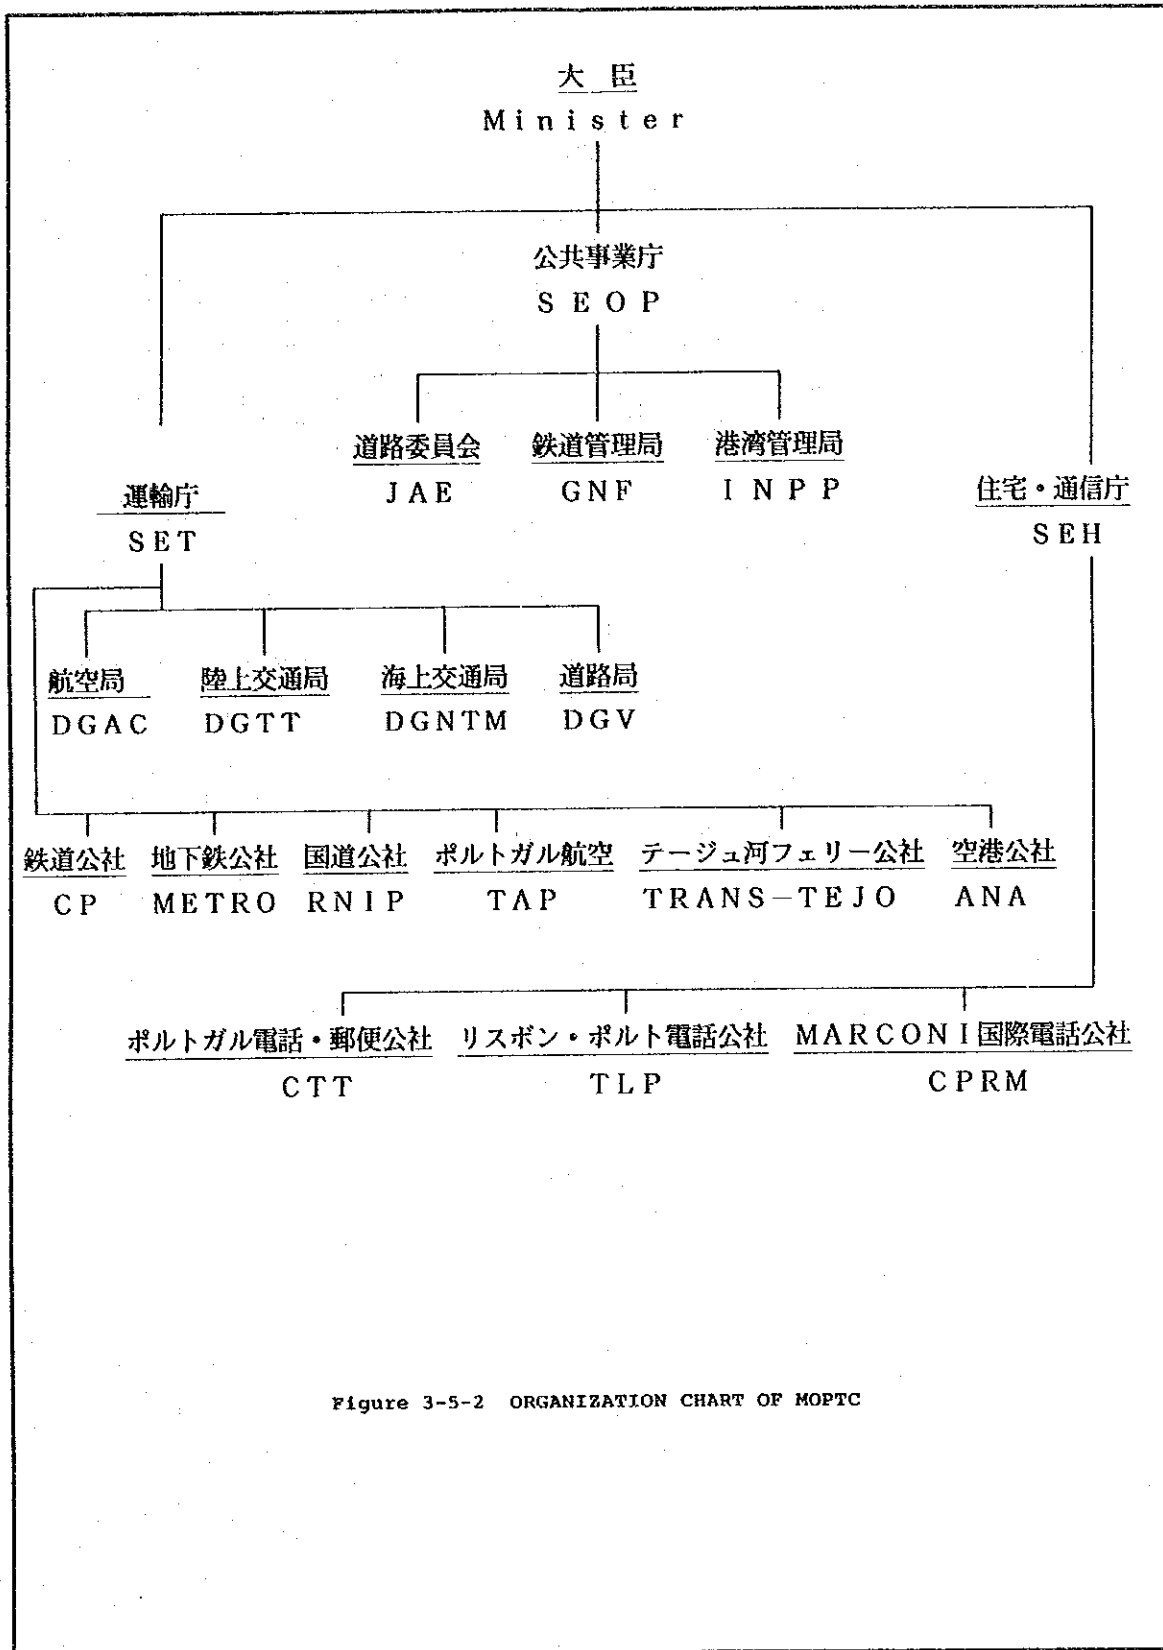 大臣
Minister
公共事業庁
SEOP
道路委員会 鉄道管理局 港湾管理局
JAE GNF INPP
運輸庁 住宅・通信庁
SET SEH
航空局 陸上交通局 海上交通局 道路局
DGAC DGTT DGNTM DGV
鉄道公社 地下鉄公社 国道公社 ポルトガル航空 テージュ河フェリー公社 空港公社
CP METRO RNIP TAP TRANS-TEJO ANA
ポルトガル電話・郵便公社 リスボン・ポルト電話公社 MARCONI国際電話公社
CTT TLP CPRM
Figure 3-5-2 ORGANIZATION CHART OF MOPTC